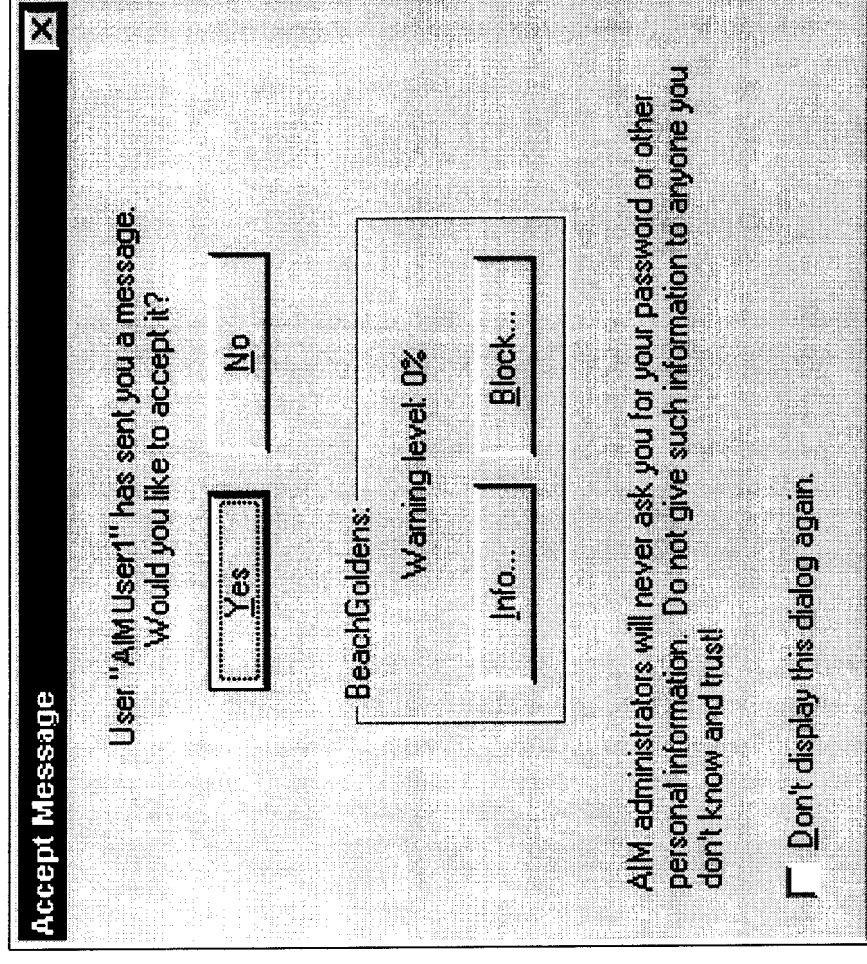 Accept Message
User "AIM User1" has sent you a message.
Would you like to accept it?
Yes No
BeachGoldens:
Warning level: 0%
Info... Block...
AIM administrators will never ask you for your password or other
personal information. Do not give such information to anyone you
don't know and trust!
Don't display this dialog again.